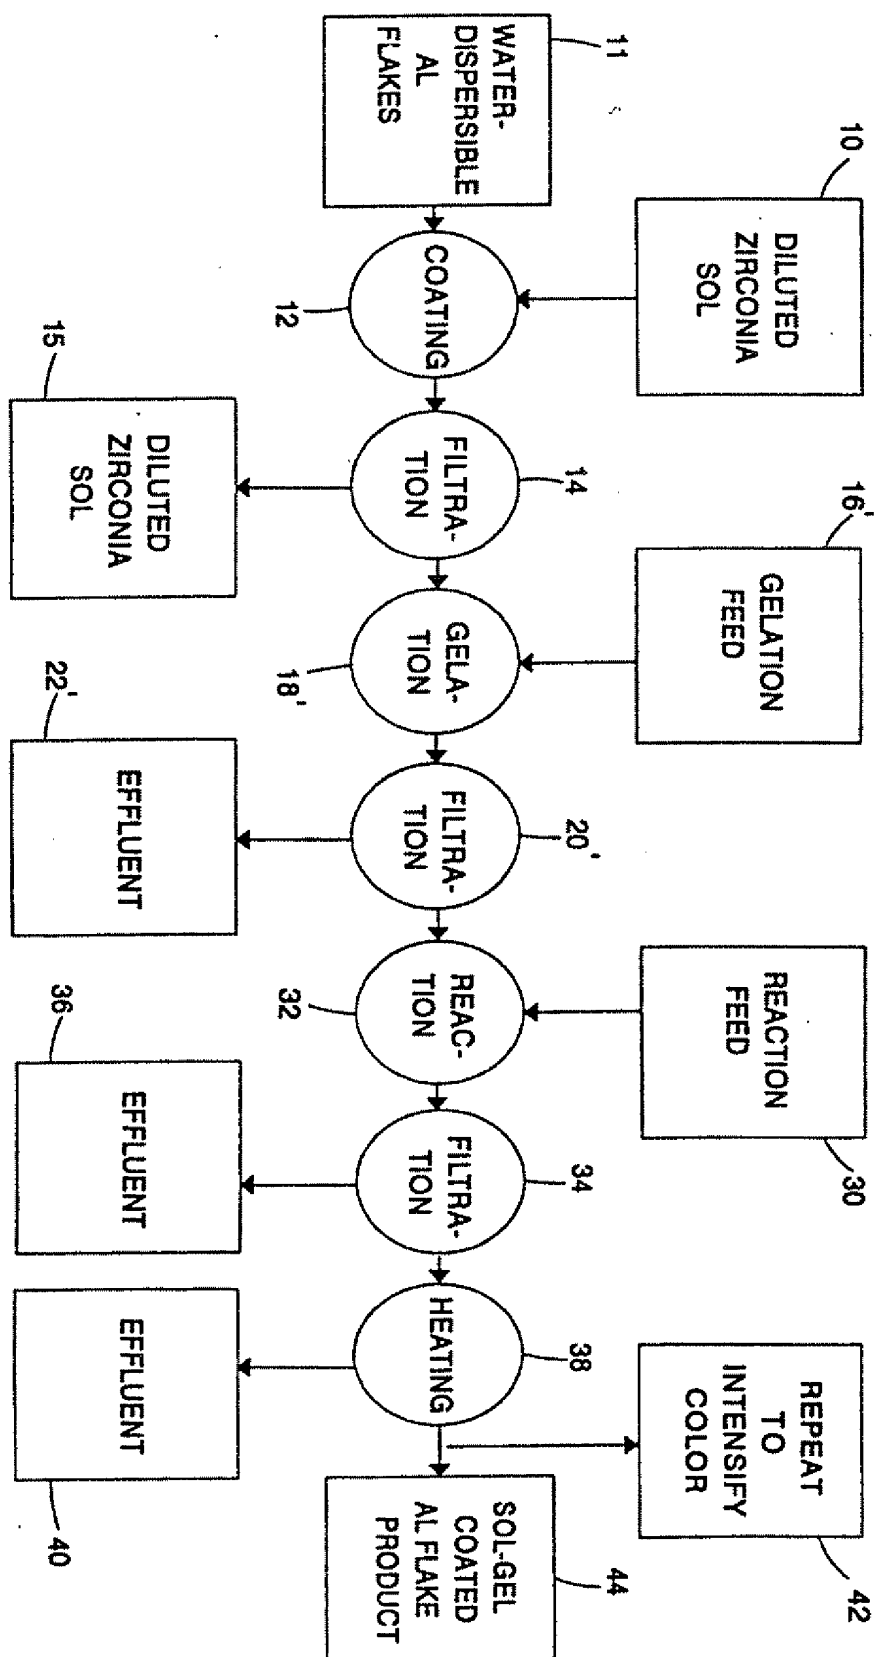 11
WATER-
DISPERSIBLE
AL
FLAKES
10
DILUTED
ZIRCONIA
SOL
COATING
12
FILTRA-
TION
14
DILUTED
ZIRCONIA
SOL
15
16'
GELATION
FEED
GELA-
TION
18'
FILTRA-
TION
20'
EFFLUENT
22'
REACTION
FEED
30
REAC-
TION
32
FILTRA-
TION
34
EFFLUENT
36
HEATING
38
EFFLUENT
40
REPEAT
TO
INTENSIFY
COLOR
42
SOL-GEL
COATED
AL FLAKE
PRODUCT
44